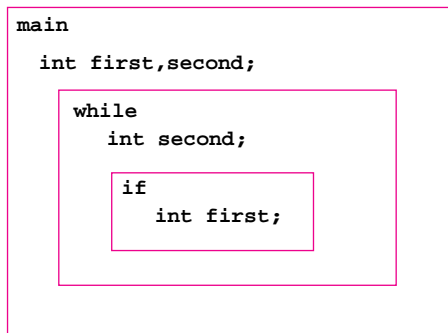 main
int first,second;
while
int second;
if
int first;